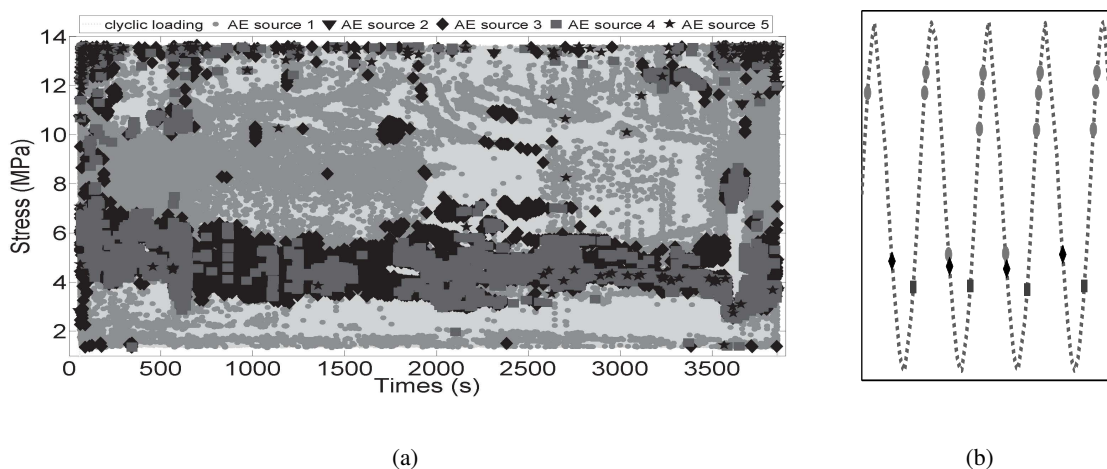 clyclic loading AE source 1 AE source 2 AE source 3 AE source 4 AE source 5
14
12
10
8
6
4
2
Stress (MPa)
0 500 1000 1500 2000 2500 3000 3500
Times (s)
(a) (b)